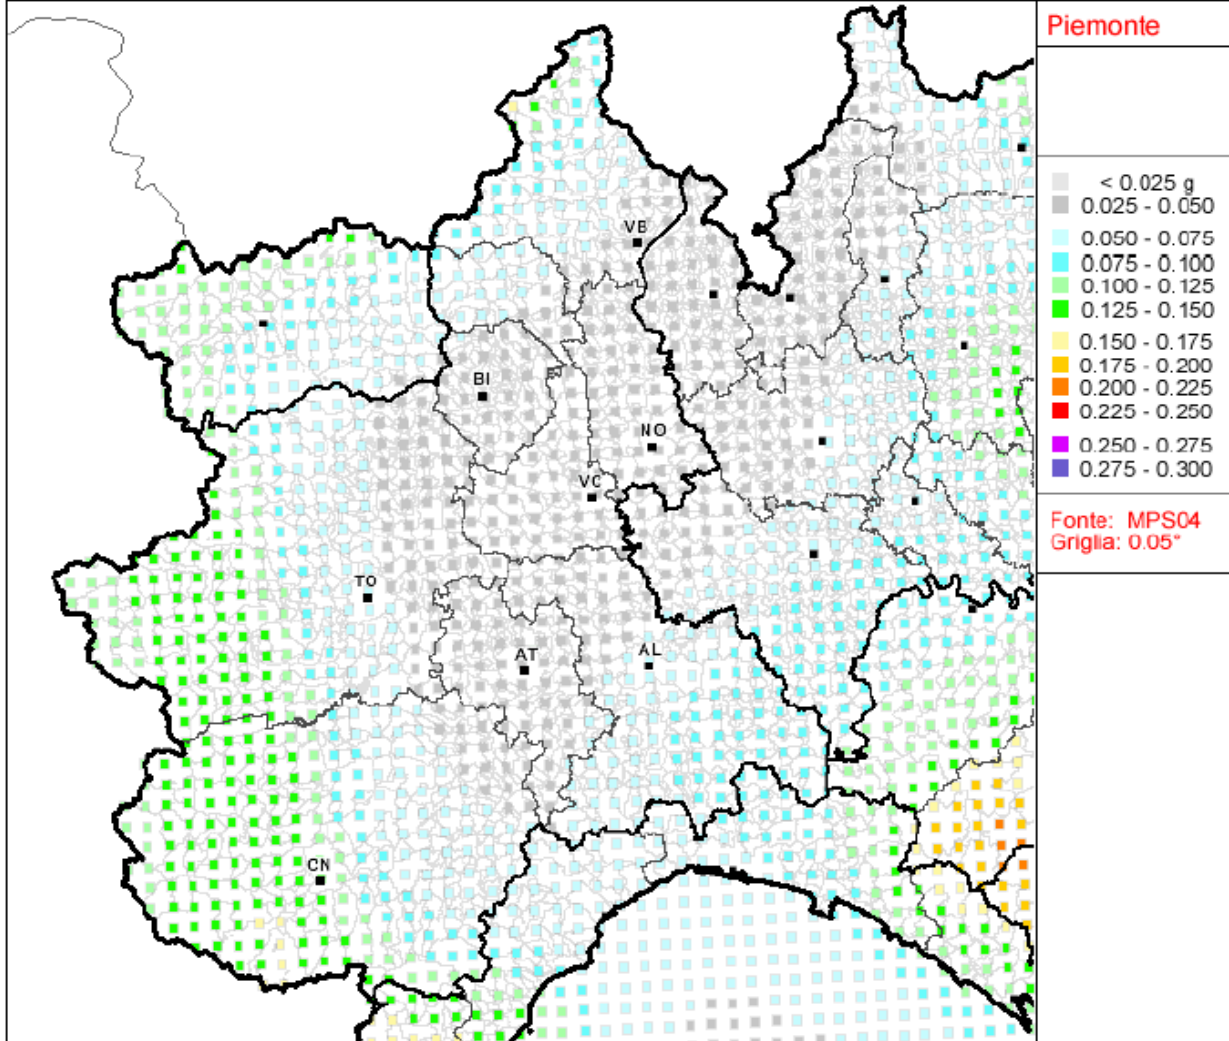 Piemonte
< 0.025 g
0.025 - 0.050
0.050 - 0.075
0.075 - 0.100
0.100 - 0.125
0.125 - 0.150
0.150 - 0.175
0.175 - 0.200
0.200 - 0.225
0.225 - 0.250
0.250 - 0.275
0.275 - 0.300
Fonte: MPS04
Griglia: 0.05°
VB
BI
NO
VC
TO
AT
AL
CN